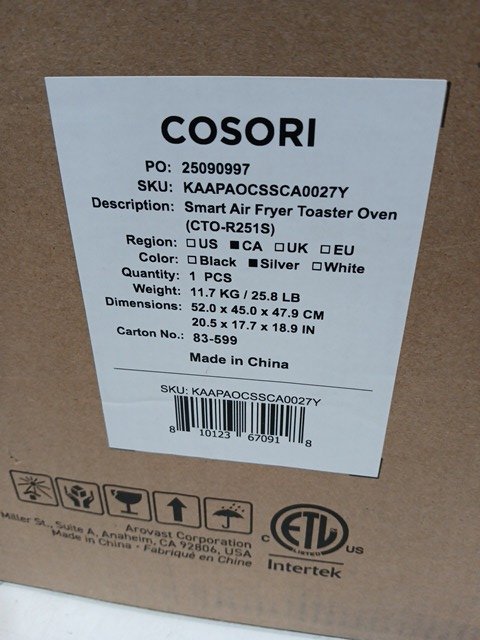 COSORI
PO: 25090997
SKU: KAAPAOCSSCA0027Y
Description: Smart Air Fryer Toaster Oven
(CTO-R251S)
Region: □US ■CA □UK □EU
Color: □Black ■Silver □White
Quantity: 1 PCS
Weight: 11.7 KG / 25.8 LB
Dimensions: 52.0 x 45.0 x 47.9 CM
20.5 x 17.7 x 18.9 IN
Carton No.: 83-599
Made in China
SKU: KAAPAOCSSCA0027Y
8 10123 67091 8
Arovast Corporation
Miller St., Suite A, Anaheim, CA 92806, USA
Made in China · Fabriqué en Chine
C ETL US
LISTED
Intertek